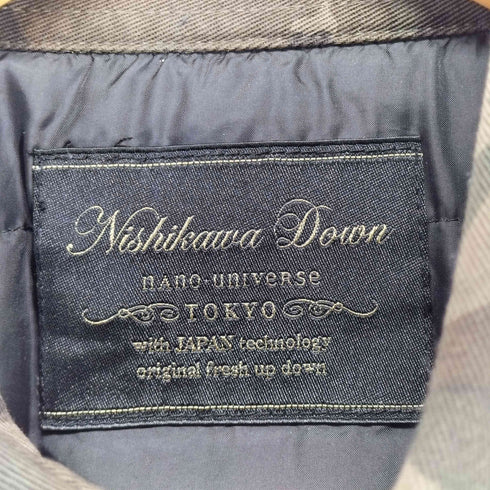 Nishikawa Down
nano·universe
TOKYO
with JAPAN technology
original fresh up down